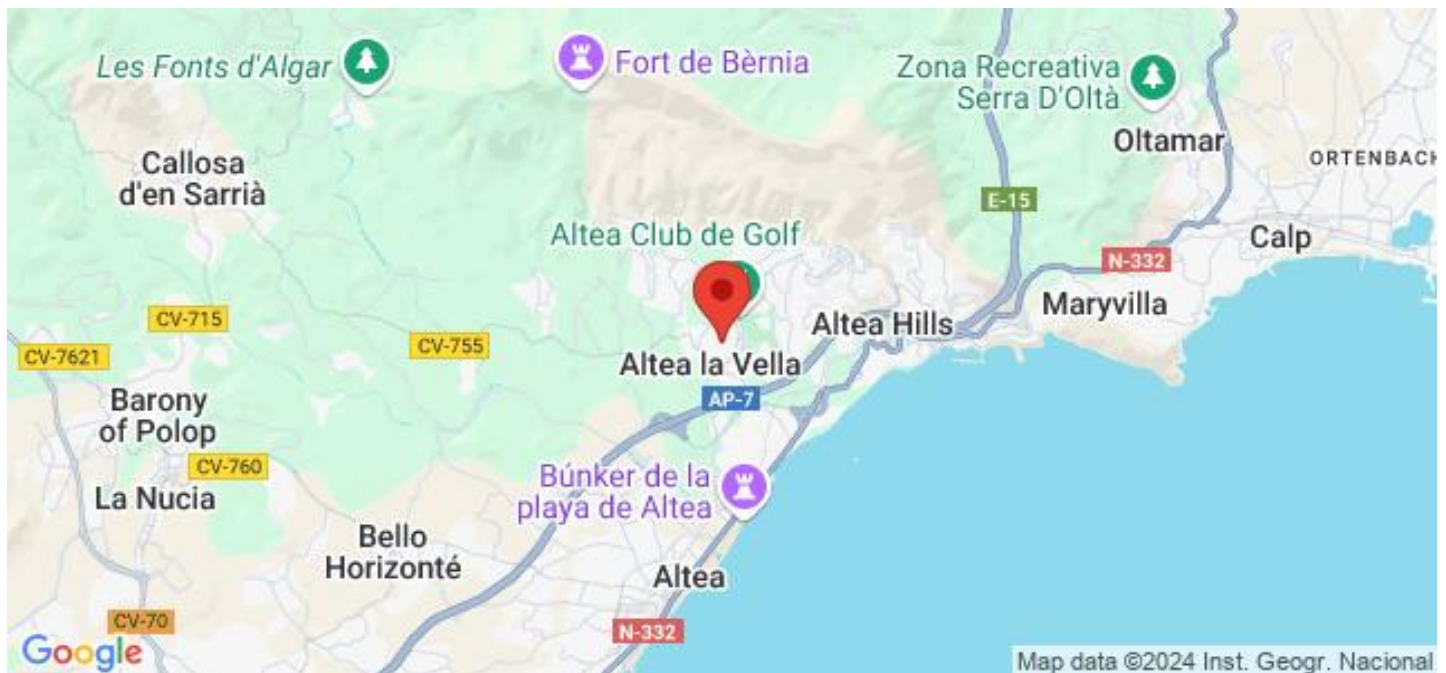 Les Fonts d'Algar
Fort de Bèrnia
Zona Recreativa
Serra D'Oltà
Oltamar
ORTENBACH
Callosa
d'en Sarrià
E-15
Altea Club de Golf
Calp
N-332
Maryvilla
CV-715
Altea Hills
CV-7621
CV-755
Altea la Vella
AP-7
Barony
of Polop
CV-760
Búnker de la
playa de Altea
La Nucia
Bello
Horizonté
Altea
CV-70
N-332
Google
Map data ©2024 Inst. Geogr. Nacional